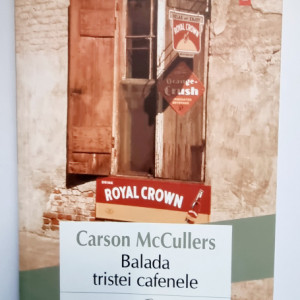 ROYAL CROWN
Orange-
Crush
ROYAL CROWN
Carson McCullers
Balada
tristei cafenele